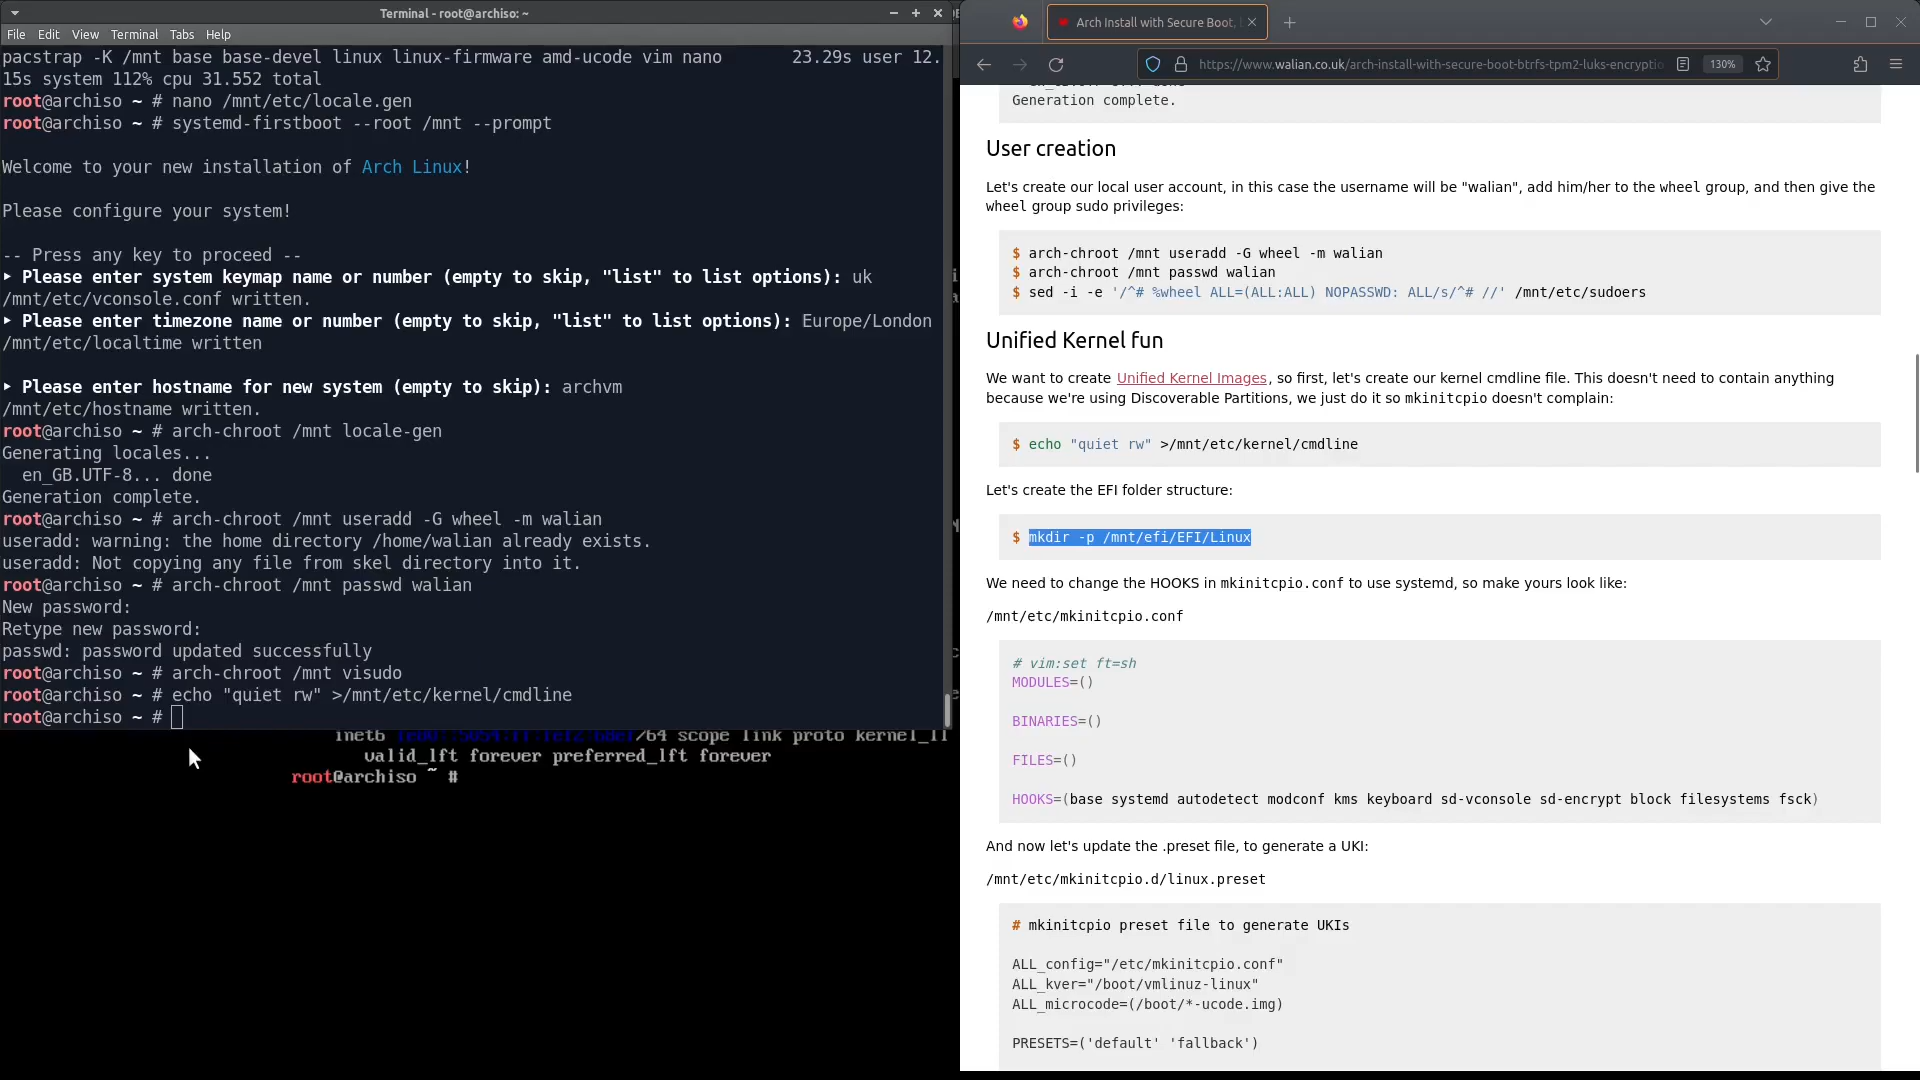 Terminal - root@archiso: ~
File Edit View Terminal Tabs Help
pacstrap -K /mnt base base-devel linux linux-firmware amd-ucode vim nano 23.29s user 12.
15s system 112% cpu 31.552 total
root@archiso ~ # nano /mnt/etc/locale.gen
root@archiso ~ # systemd-firstboot --root /mnt --prompt
Welcome to your new installation of Arch Linux!
Please configure your system!
-- Press any key to proceed --
‣ Please enter system keymap name or number (empty to skip, "list" to list options): uk
/mnt/etc/vconsole.conf written.
‣ Please enter timezone name or number (empty to skip, "list" to list options): Europe/London
/mnt/etc/localtime written
‣ Please enter hostname for new system (empty to skip): archvm
/mnt/etc/hostname written.
root@archiso ~ # arch-chroot /mnt locale-gen
Generating locales...
en_GB.UTF-8... done
Generation complete.
root@archiso ~ # arch-chroot /mnt useradd -G wheel -m walian
useradd: warning: the home directory /home/walian already exists.
useradd: Not copying any file from skel directory into it.
root@archiso ~ # arch-chroot /mnt passwd walian
New password:
Retype new password:
passwd: password updated successfully
root@archiso ~ # arch-chroot /mnt visudo
root@archiso ~ # echo "quiet rw" >/mnt/etc/kernel/cmdline
root@archiso ~ #
/64 scope link proto kernel_ll
valid_lft forever preferred_lft forever
root@archiso ~ #
Arch Install with Secure Boot,
https://www.walian.co.uk/arch-install-with-secure-boot-btrfs-tpm2-luks-encryptio
130%
Generation complete.
User creation
Let's create our local user account, in this case the username will be "walian", add him/her to the wheel group, and then give the
wheel group sudo privileges:
$ arch-chroot /mnt useradd -G wheel -m walian
$ arch-chroot /mnt passwd walian
$ sed -i -e '/^# %wheel ALL=(ALL:ALL) NOPASSWD: ALL/s/^# //' /mnt/etc/sudoers
Unified Kernel fun
We want to create Unified Kernel Images, so first, let's create our kernel cmdline file. This doesn't need to contain anything
because we're using Discoverable Partitions, we just do it so mkinitcpio doesn't complain:
$ echo "quiet rw" >/mnt/etc/kernel/cmdline
Let's create the EFI folder structure:
$ mkdir -p /mnt/efi/EFI/Linux
We need to change the HOOKS in mkinitcpio.conf to use systemd, so make yours look like:
/mnt/etc/mkinitcpio.conf
# vim:set ft=sh
MODULES=()
BINARIES=()
FILES=()
HOOKS=(base systemd autodetect modconf kms keyboard sd-vconsole sd-encrypt block filesystems fsck)
And now let's update the .preset file, to generate a UKI:
/mnt/etc/mkinitcpio.d/linux.preset
# mkinitcpio preset file to generate UKIs
ALL_config="/etc/mkinitcpio.conf"
ALL_kver="/boot/vmlinuz-linux"
ALL_microcode=(/boot/*-ucode.img)
PRESETS=('default' 'fallback')